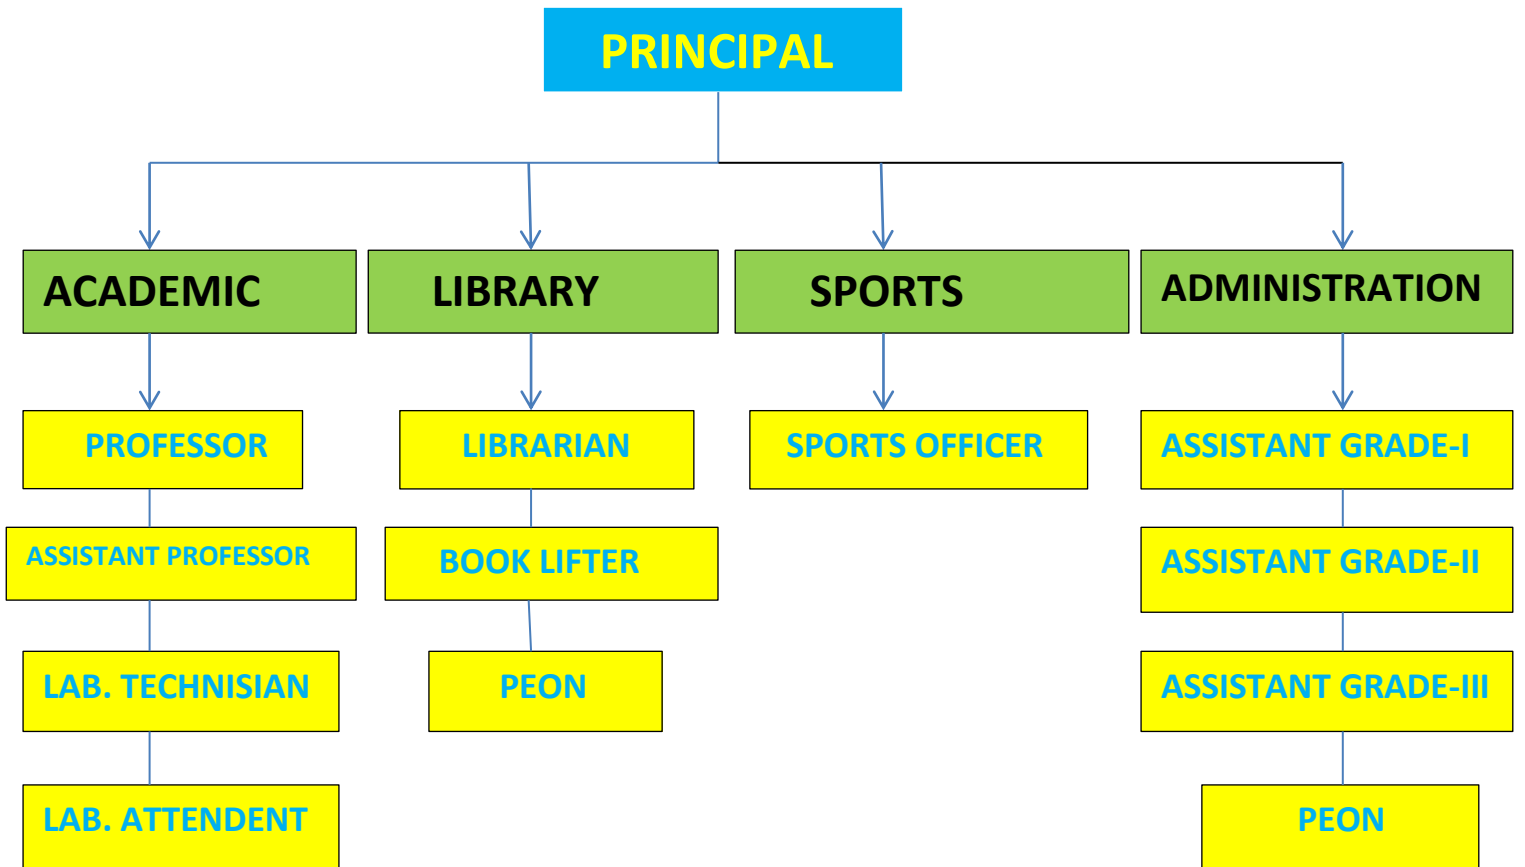 PRINCIPAL
ACADEMIC
LIBRARY
SPORTS
ADMINISTRATION
PROFESSOR
LIBRARIAN
SPORTS OFFICER
ASSISTANT GRADE-I
ASSISTANT PROFESSOR
BOOK LIFTER
ASSISTANT GRADE-II
LAB. TECHNISIAN
PEON
ASSISTANT GRADE-III
LAB. ATTENDENT
PEON